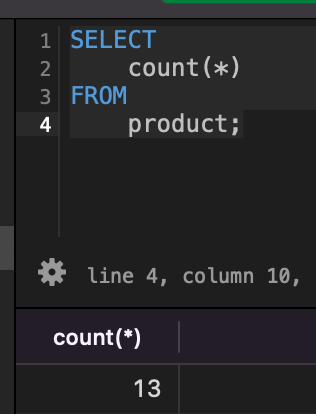 1 SELECT
2     count(*)
3 FROM
4     product;
line 4, column 10,
count(*)
13